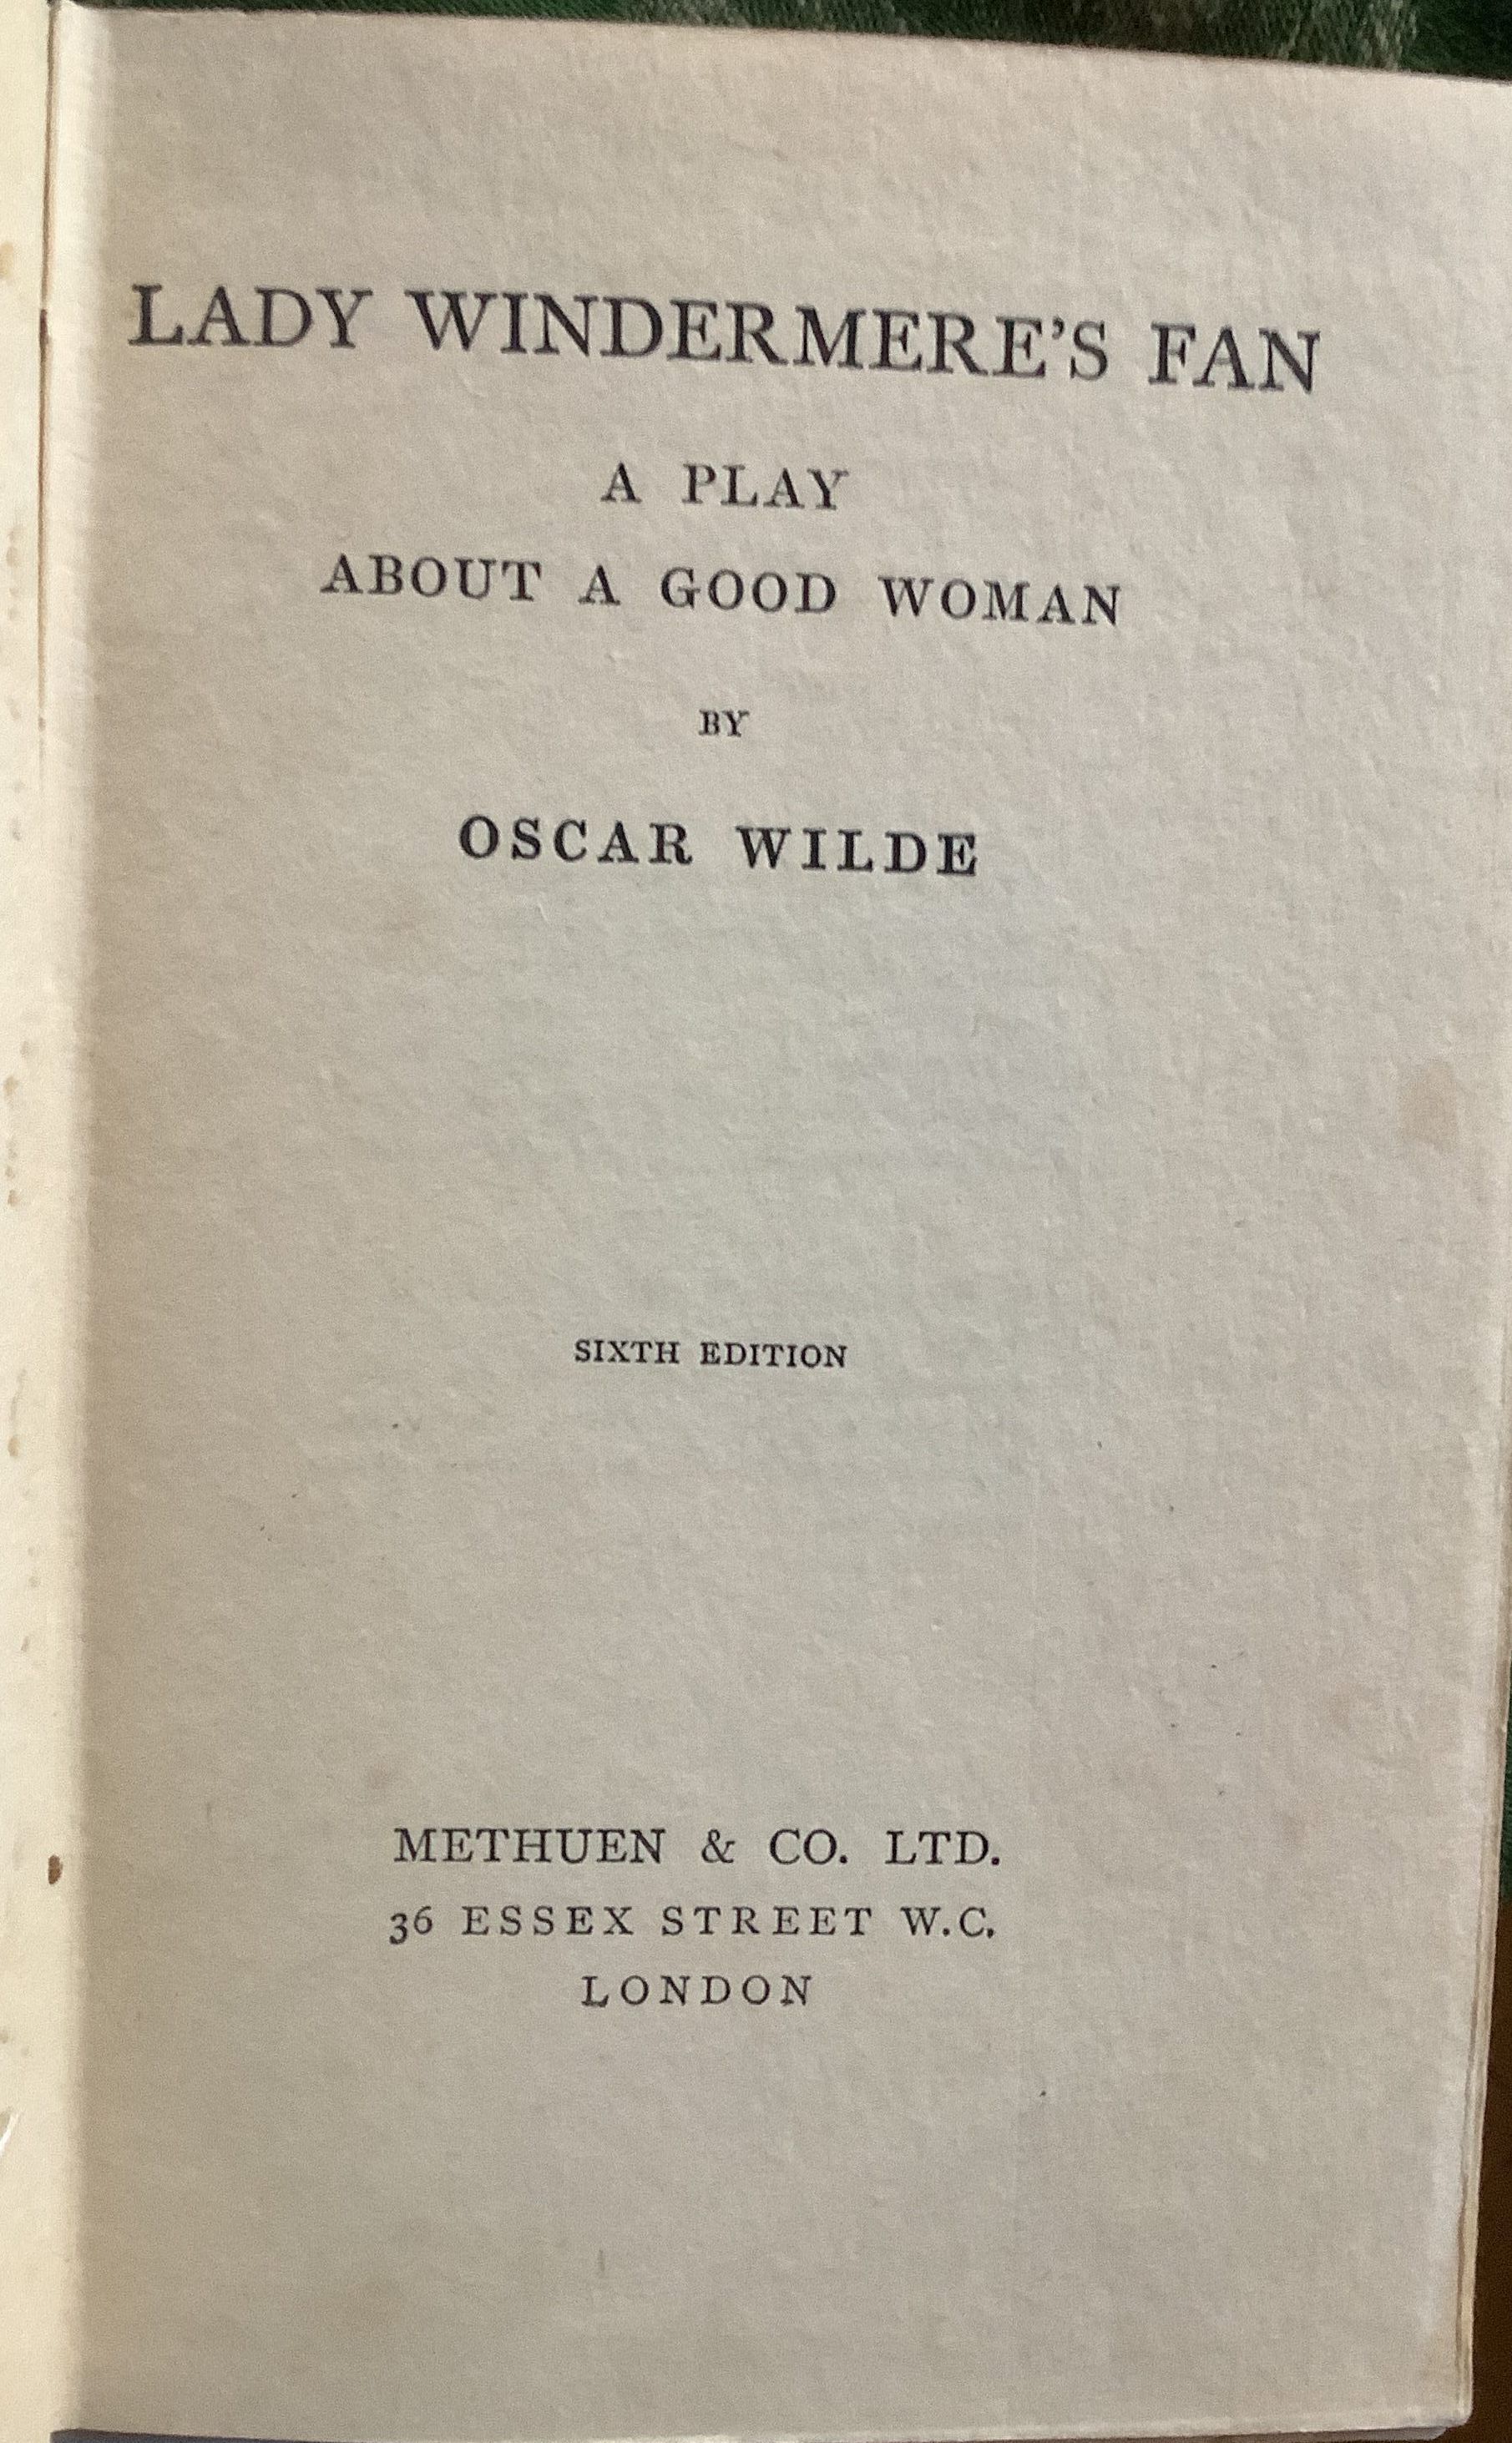 LADY WINDERMERE'S FAN
A PLAY
ABOUT A GOOD WOMAN
BY
OSCAR WILDE
SIXTH EDITION
METHUEN & CO. LTD.
36 ESSEX STREET W.C.
LONDON